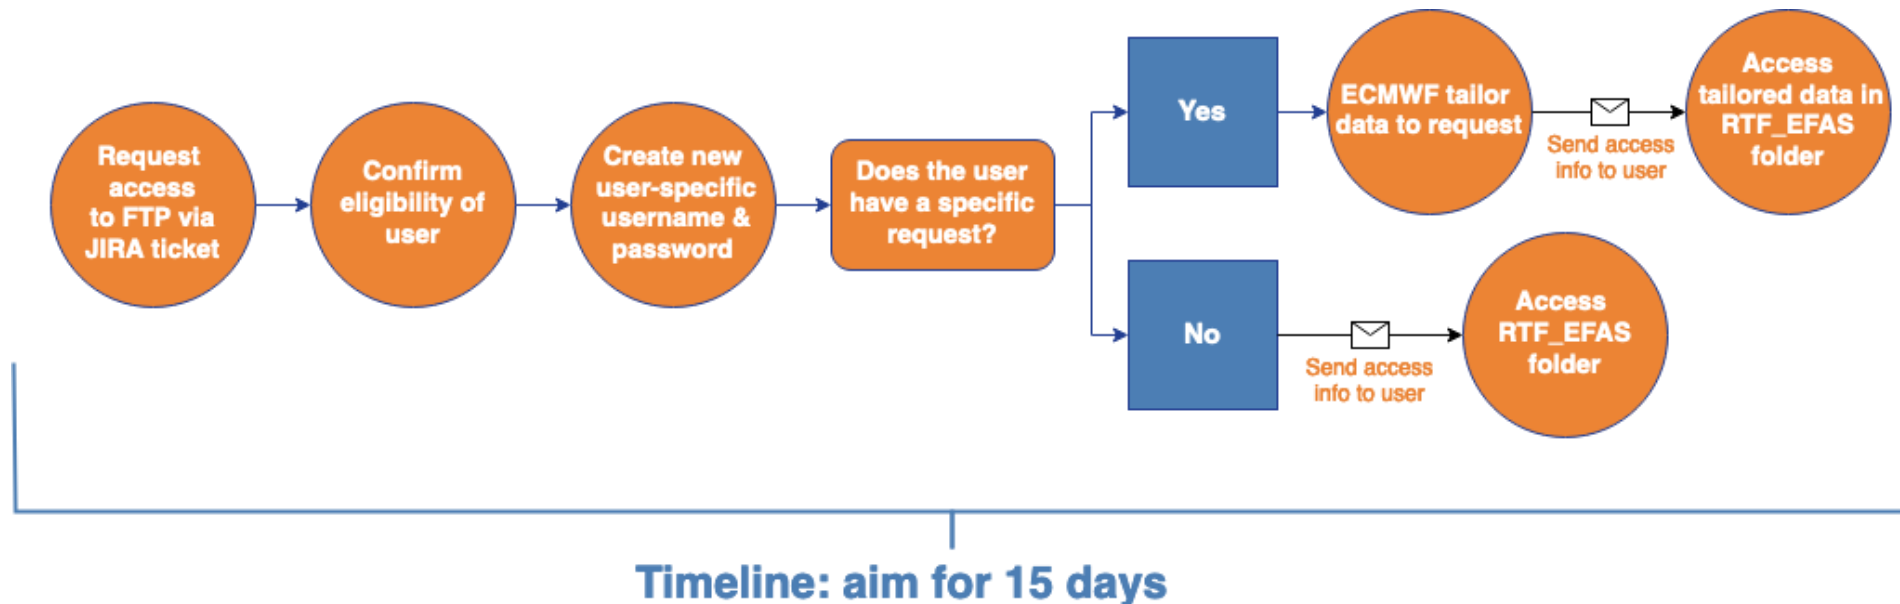 Request
access
to FTP via
JIRA ticket
Confirm
eligibility of
user
Create new
user-specific
username &
password
Does the user
have a specific
request?
Yes
ECMWF tailor
data to request
Send access
info to user
Access
tailored data in
RTF_EFAS
folder
No
Send access
info to user
Access
RTF_EFAS
folder
Timeline: aim for 15 days